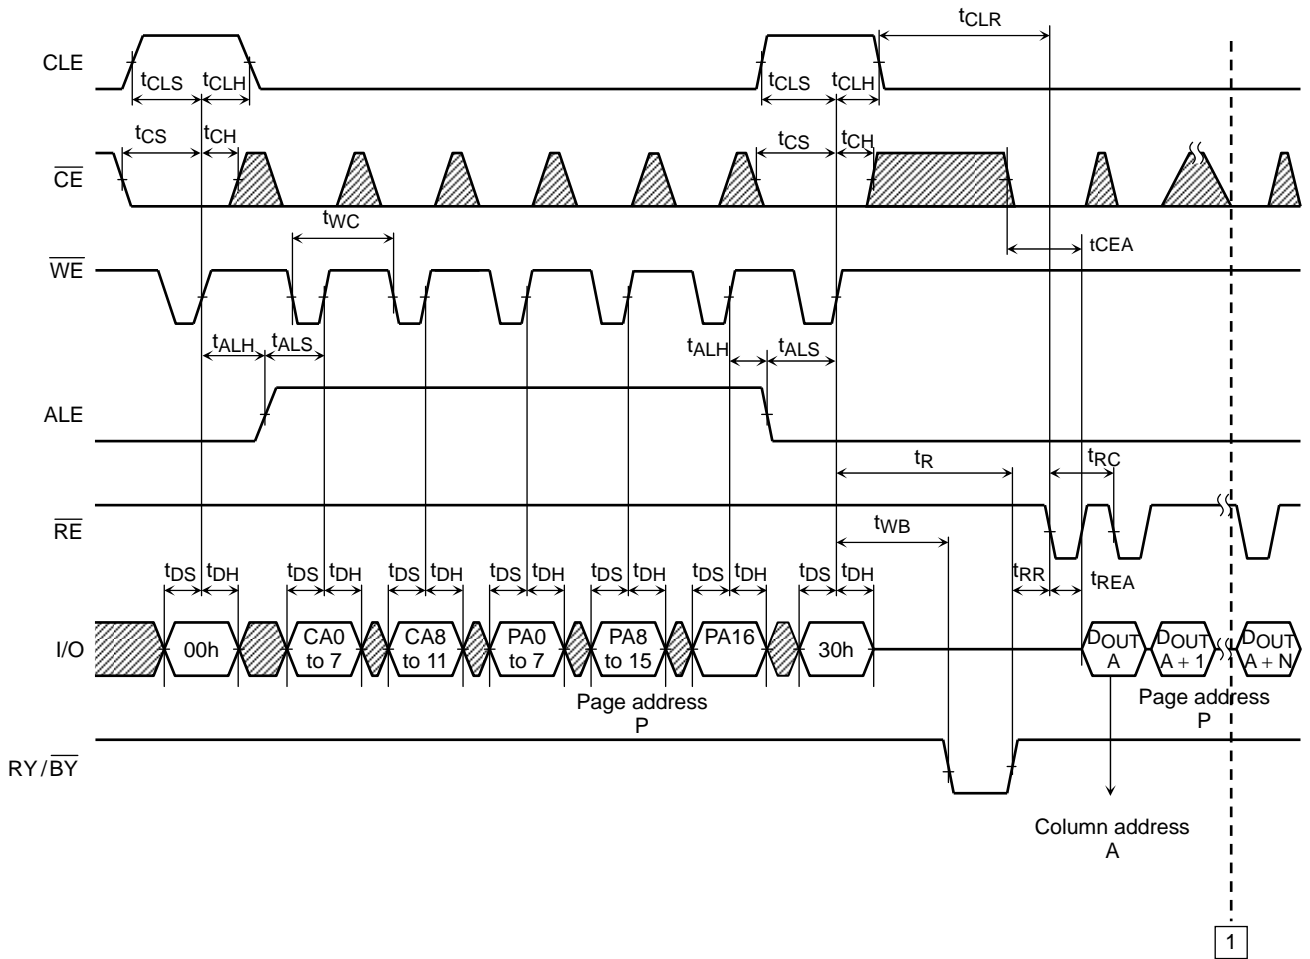 tCLR
CLE
tCLS tCLH tCLS tCLH
tCS tCH tCS tCH
CE
tWC
tCEA
WE
tALH tALS tALH tALS
ALE
tR tRC
RE
tWB
tDS tDH tDS tDH tDS tDH tDS tDH tDS tDH tDS tDH tDS tDH tRR tREA
I/O 00h CA0 to 7 CA8 to 11 PA0 to 7 PA8 to 15 PA16 30h DOUT A DOUT A + 1 DOUT A + N
Page address P
Page address P
RY/BY
Column address
A
1